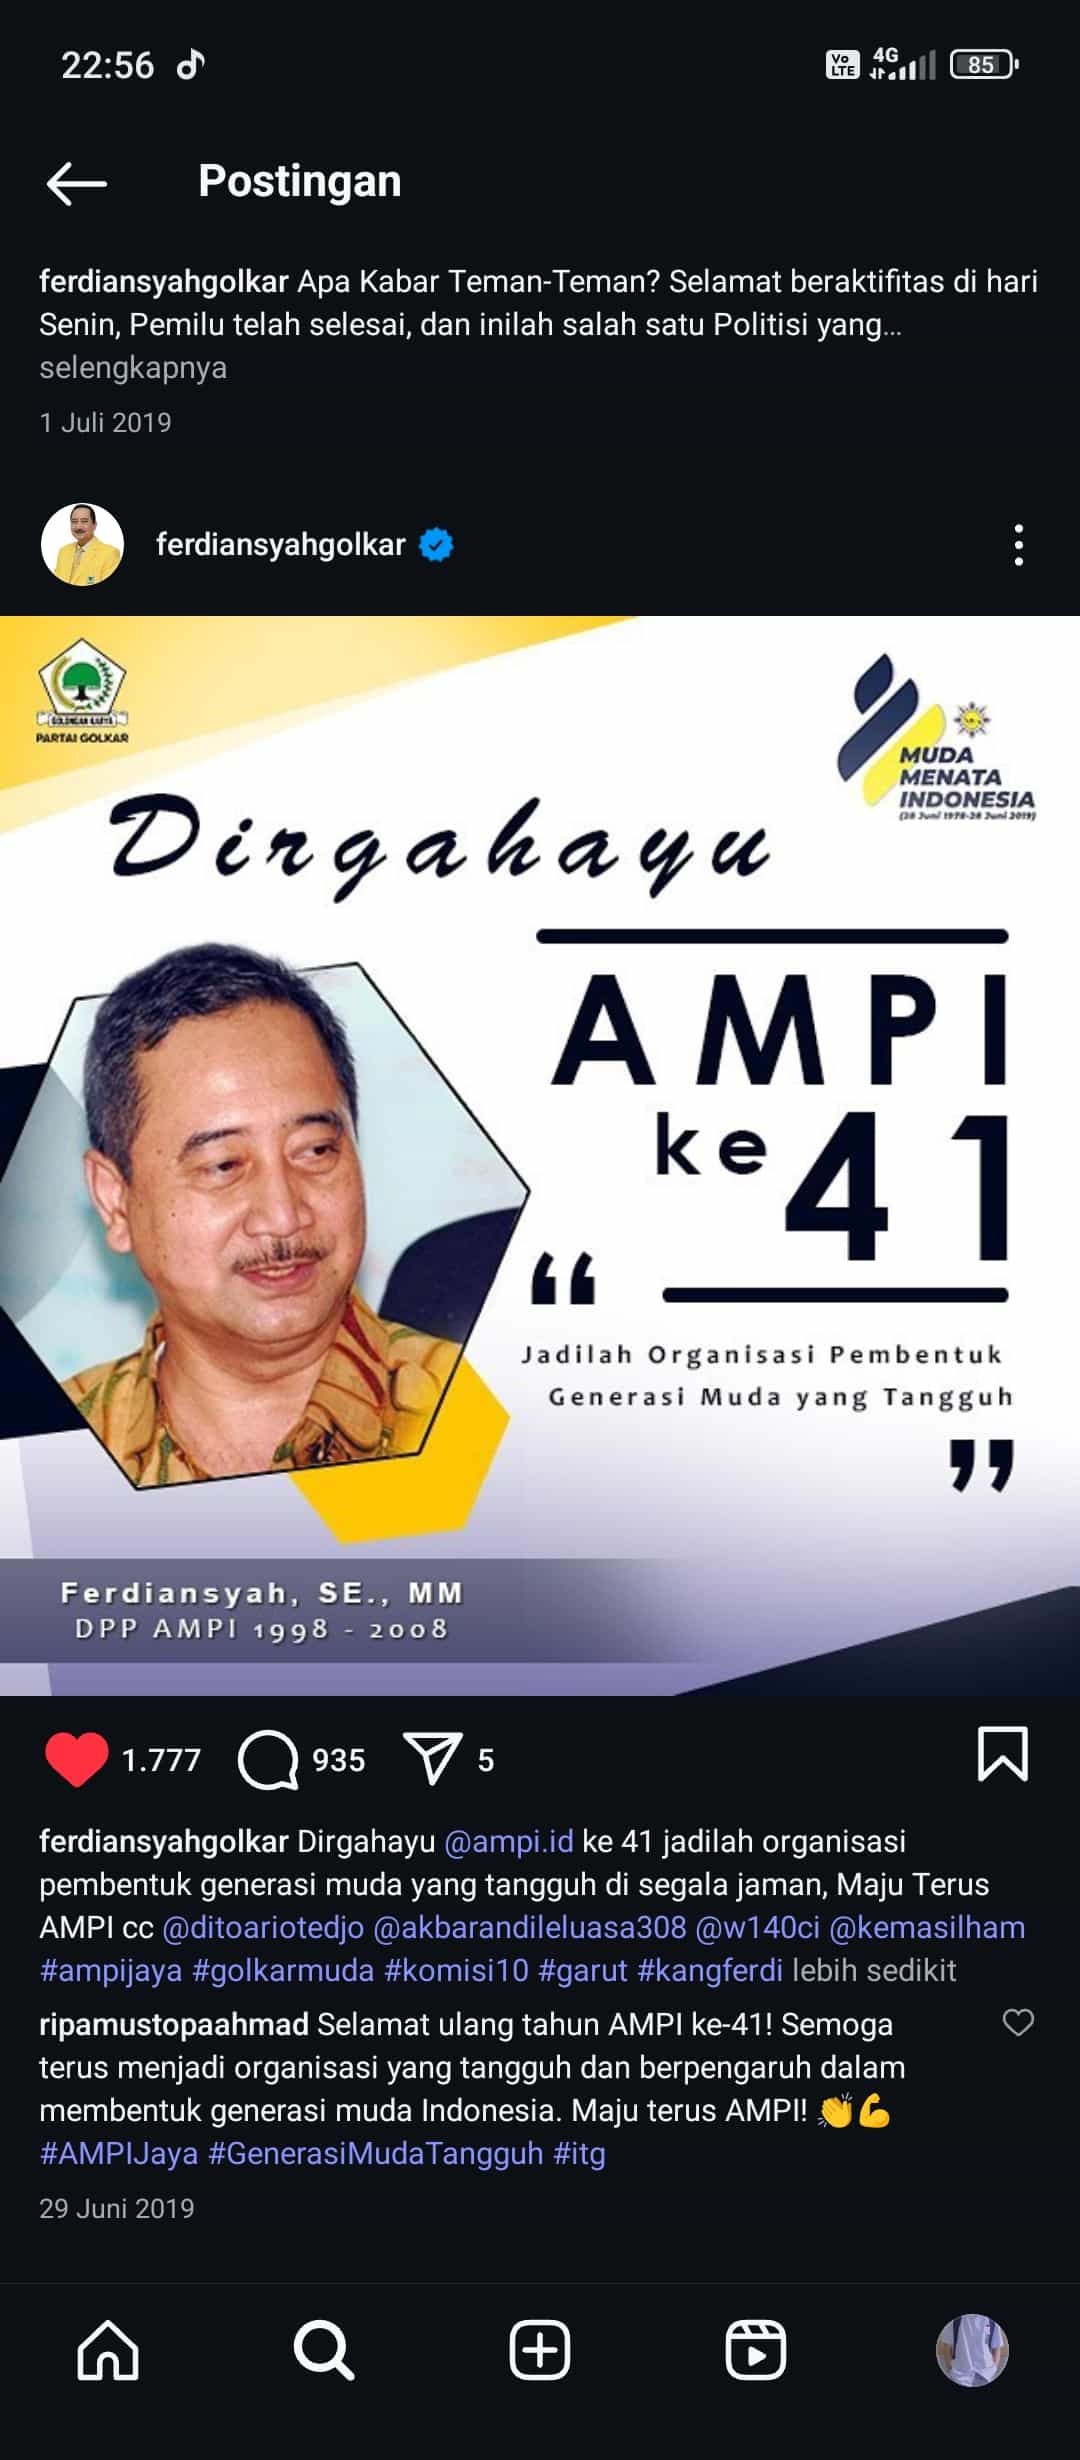 22:56
Vo LTE 4G 85
Postingan
ferdiansyahgolkar Apa Kabar Teman-Teman? Selamat beraktifitas di hari
Senin, Pemilu telah selesai, dan inilah salah satu Politisi yang...
selengkapnya
1 Juli 2019
ferdiansyahgolkar
GOLONGAN KARYA
PARTAI GOLKAR
MUDA
MENATA
INDONESIA
(28 Juni 1978-28 Juni 2019)
Dirgahayu
AMPI
ke 41
“
Jadilah Organisasi Pembentuk
Generasi Muda yang Tangguh
”
Ferdiansyah, SE., MM
DPP AMPI 1998 - 2008
1.777 935 5
ferdiansyahgolkar Dirgahayu @ampi.id ke 41 jadilah organisasi
pembentuk generasi muda yang tangguh di segala jaman, Maju Terus
AMPI cc @ditoariotedjo @akbarandileluasa308 @w140ci @kemasilham
#ampijaya #golkarmuda #komisi10 #garut #kangferdi lebih sedikit
ripamustopaahmad Selamat ulang tahun AMPI ke-41! Semoga
terus menjadi organisasi yang tangguh dan berpengaruh dalam
membentuk generasi muda Indonesia. Maju terus AMPI! 👏💪
#AMPIJaya #GenerasiMudaTangguh #itg
29 Juni 2019